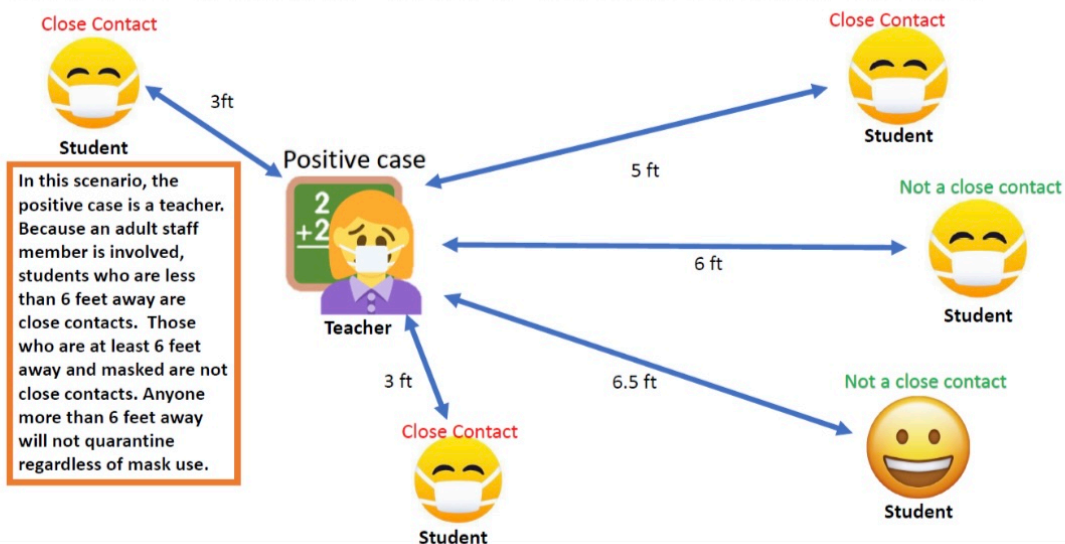 Close Contact
Student
3ft
In this scenario, the
positive case is a teacher.
Because an adult staff
member is involved,
students who are less
than 6 feet away are
close contacts.  Those
who are at least 6 feet
away and masked are not
close contacts. Anyone
more than 6 feet away
will not quarantine
regardless of mask use.
Positive case
2
+2
Teacher
Close Contact
Student
5 ft
Not a close contact
Student
6 ft
Not a close contact
Student
6.5 ft
3 ft
Close Contact
Student